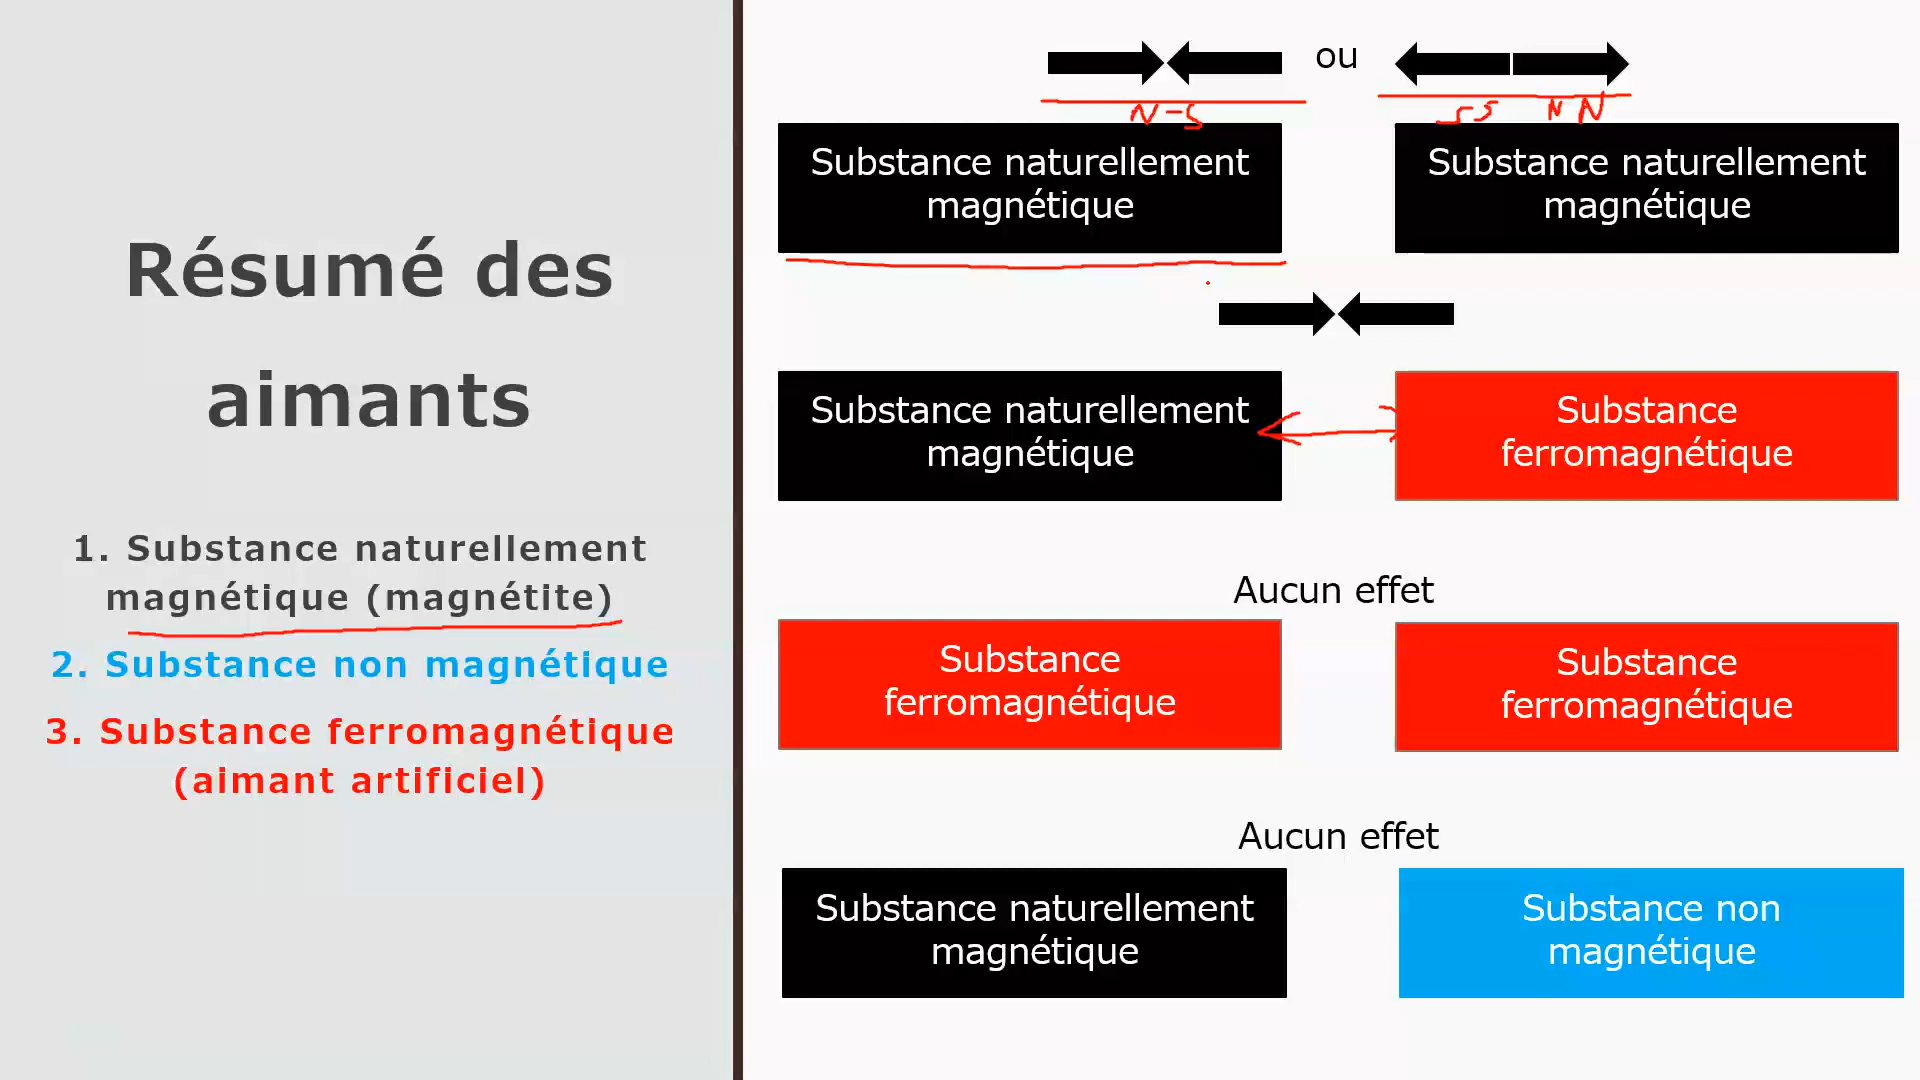 Résumé des
aimants
1. Substance naturellement
magnétique (magnétite)
2. Substance non magnétique
3. Substance ferromagnétique
(aimant artificiel)
ou
N-S
SS NN
Substance naturellement
magnétique
Substance naturellement
magnétique
Substance naturellement
magnétique
Substance
ferromagnétique
Aucun effet
Substance
ferromagnétique
Substance
ferromagnétique
Aucun effet
Substance naturellement
magnétique
Substance non
magnétique